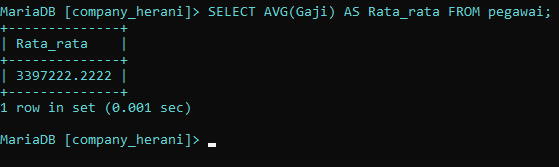 MariaDB [company_herani]> SELECT AVG(Gaji) AS Rata_rata FROM pegawai;
+--------------+
| Rata_rata    |
+--------------+
| 3397222.2222 |
+--------------+
1 row in set (0.001 sec)
MariaDB [company_herani]>